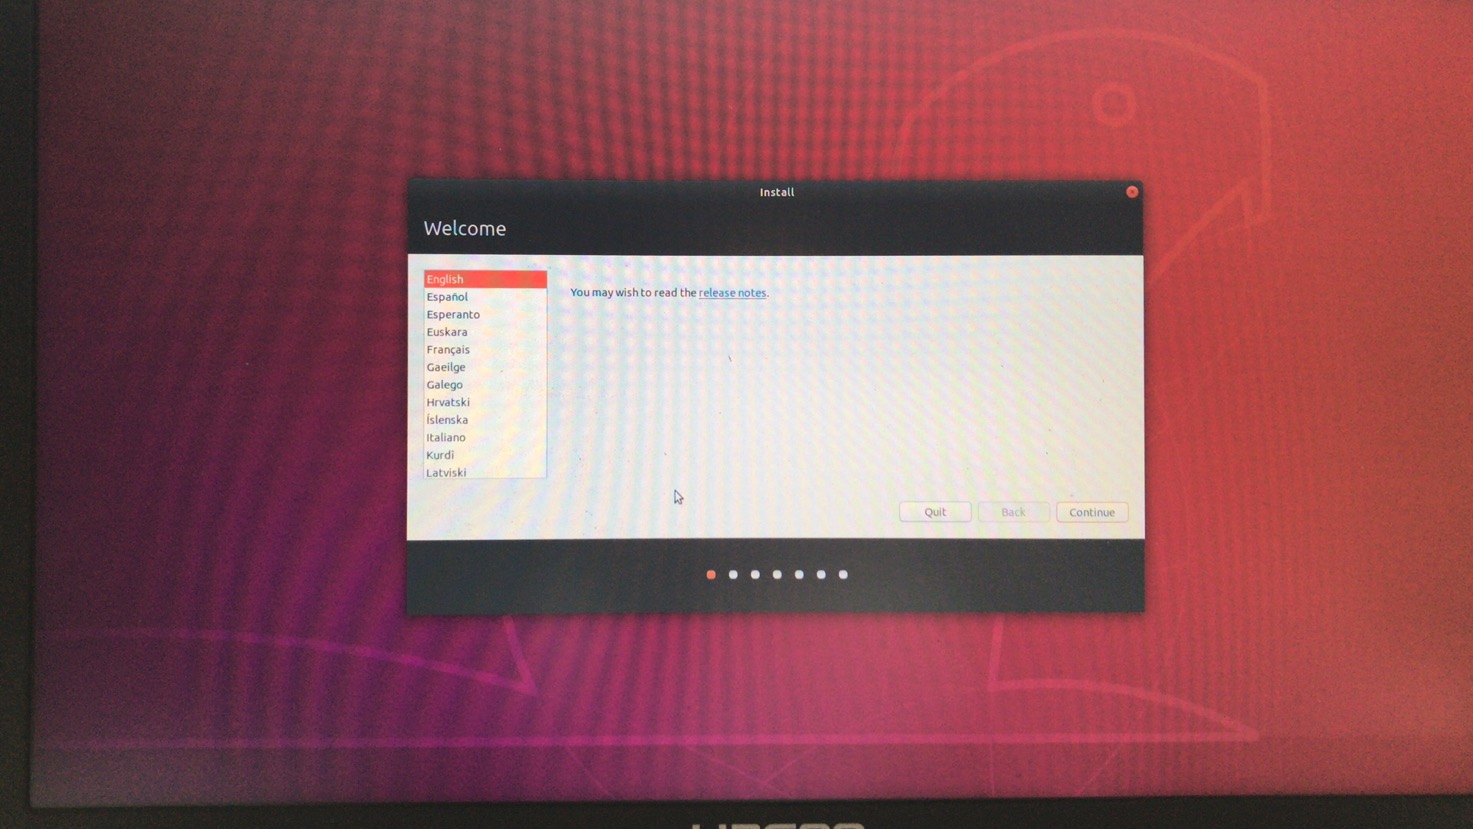 Install
Welcome
English
Español
Esperanto
Euskara
Français
Gaeilge
Galego
Hrvatski
Íslenska
Italiano
Kurdî
Latviski
You may wish to read the release notes.
Quit
Back
Continue